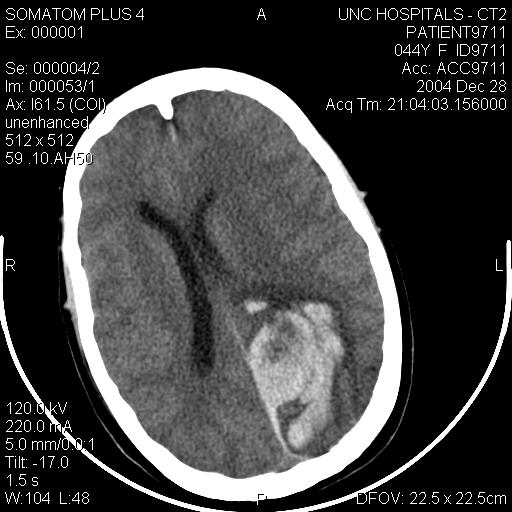 SOMATOM PLUS 4
Ex: 000001
Se: 000004/2
Im: 000053/1
Ax: I61.5 (COI)
unenhanced
512 x 512
59 .10.AH50
A
UNC HOSPITALS - CT2
PATIENT9711
044Y F ID9711
Acc: ACC9711
2004 Dec 28
Acq Tm: 21:04:03.156000
R
L
120.0 kV
220.0 mA
5.0 mm/0.0:1
Tilt: -17.0
1.5 s
W:104 L:48
P
DFOV: 22.5 x 22.5cm